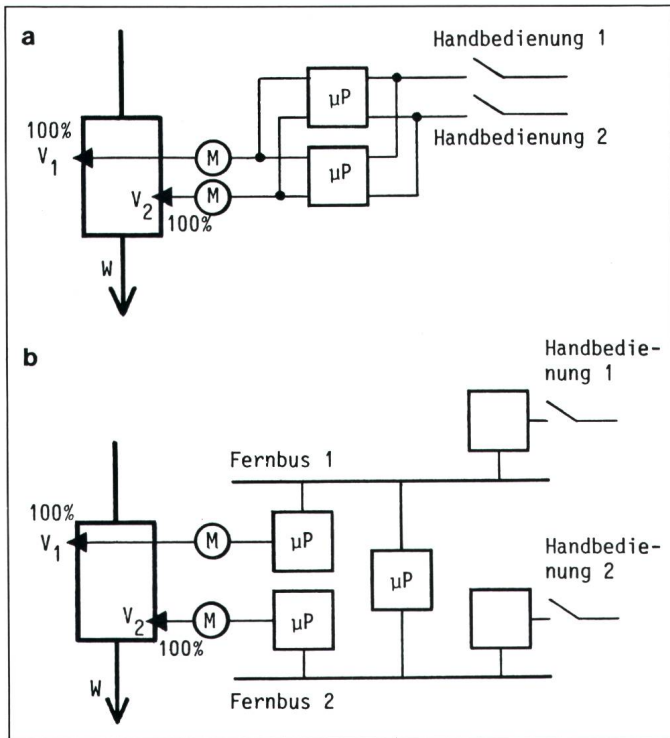 a
Handbedienung 1
µP
100%
V1
M
Handbedienung 2
µP
V2
M
100%
W
b
Handbedie-
nung 1
Fernbus 1
100%
V1
M
µP
Handbedie-
nung 2
µP
V2
M
µP
100%
W
Fernbus 2